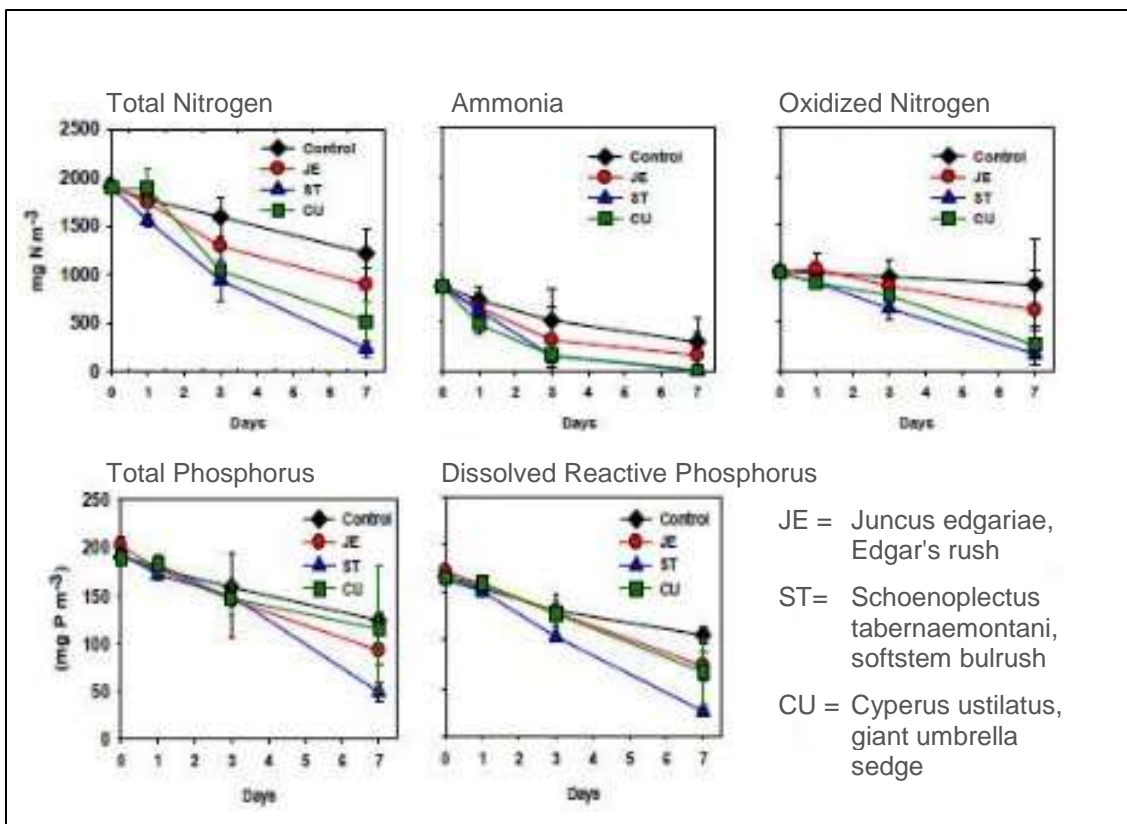 Total Nitrogen
Ammonia
Oxidized Nitrogen
2500
2000
1500
1000
500
0
mg N m⁻³
Control
JE
ST
CU
0 1 2 3 4 5 6 7
Days
Control
JE
ST
CU
0 1 2 3 4 5 6 7
Days
Control
JE
ST
CU
0 1 2 3 4 5 6 7
Days
Total Phosphorus
Dissolved Reactive Phosphorus
250
200
150
100
50
0
(mg P m⁻³)
Control
JE
ST
CU
0 1 2 3 4 5 6 7
Days
Control
JE
ST
CU
0 1 2 3 4 5 6 7
Days
JE = Juncus edgariae,
Edgar's rush
ST= Schoenoplectus
tabernaemontani,
softstem bulrush
CU = Cyperus ustilatus,
giant umbrella
sedge